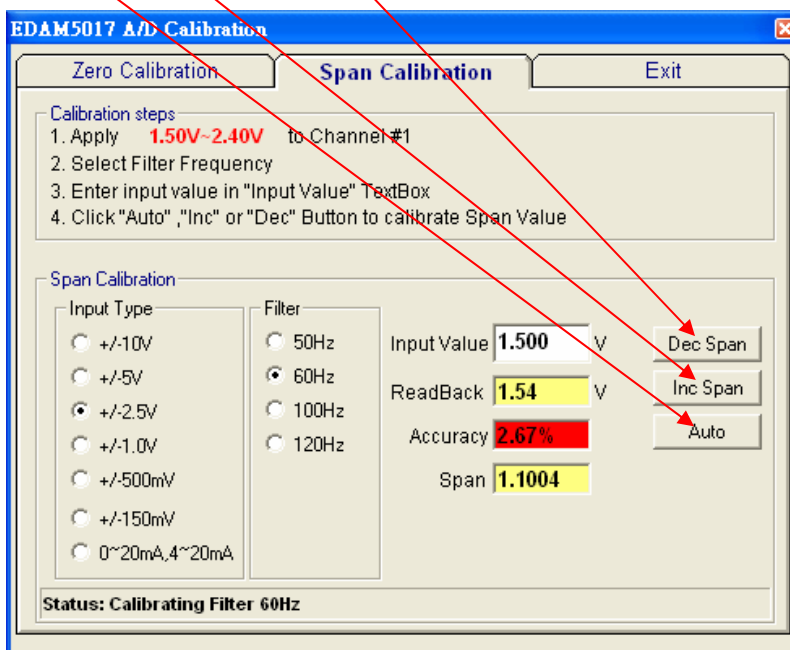 EDAM5017 A/D Calibration
Zero Calibration Span Calibration Exit
Calibration steps
1. Apply 1.50V~2.40V to Channel #1
2. Select Filter Frequency
3. Enter input value in "Input Value" TextBox
4. Click "Auto" ,"Inc" or "Dec" Button to calibrate Span Value
Span Calibration
Input Type
+/-10V
+/-5V
+/-2.5V
+/-1.0V
+/-500mV
+/-150mV
0~20mA,4~20mA
Filter
50Hz
60Hz
100Hz
120Hz
Input Value 1.500 V
ReadBack 1.54 V
Accuracy 2.67%
Span 1.1004
Dec Span
Inc Span
Auto
Status: Calibrating Filter 60Hz